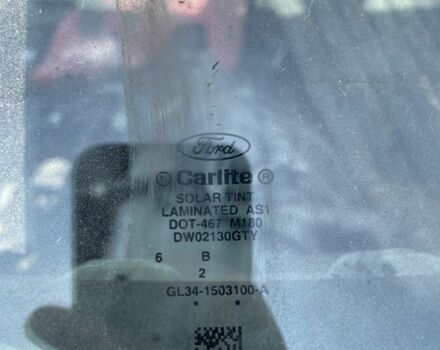 Ford
Carlite®
SOLAR TINT
LAMINATED AS1
DOT-467 M180
DW02130GTY
6 B
2
GL34-1503100-A